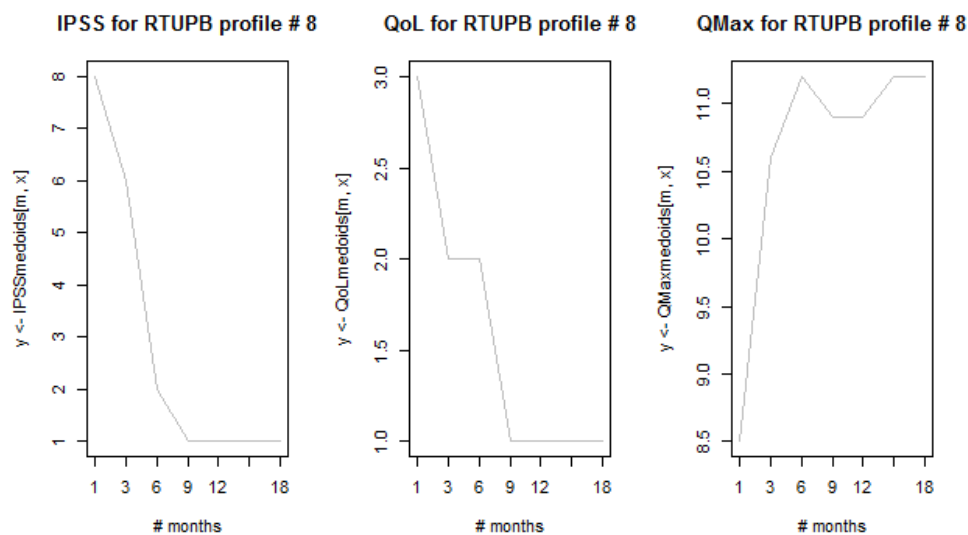 IPSS for RTUPB profile # 8
y <- IPSSmedoids[m, x]
8
7
6
5
4
3
2
1
1 3 6 9 12 18
# months
QoL for RTUPB profile # 8
y <- QoLmedoids[m, x]
3.0
2.5
2.0
1.5
1.0
1 3 6 9 12 18
# months
QMax for RTUPB profile # 8
y <- QMaxmedoids[m, x]
11.0
10.5
10.0
9.5
9.0
8.5
1 3 6 9 12 18
# months